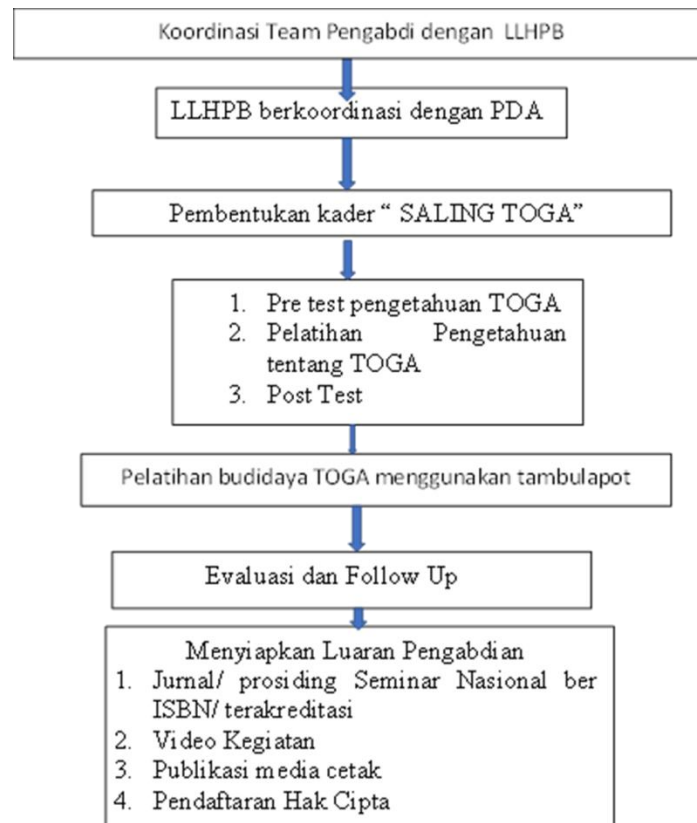 Koordinasi Team Pengabdi dengan LLHPB
LLHPB berkoordinasi dengan PDA
Pembentukan kader “ SALING TOGA”
1. Pre test pengetahuan TOGA
2. Pelatihan Pengetahuan
tentang TOGA
3. Post Test
Pelatihan budidaya TOGA menggunakan tambulapot
Evaluasi dan Follow Up
Menyiapkan Luaran Pengabdian
1. Jurnal/ prosiding Seminar Nasional ber
ISBN/ terakreditasi
2. Video Kegiatan
3. Publikasi media cetak
4. Pendaftaran Hak Cipta